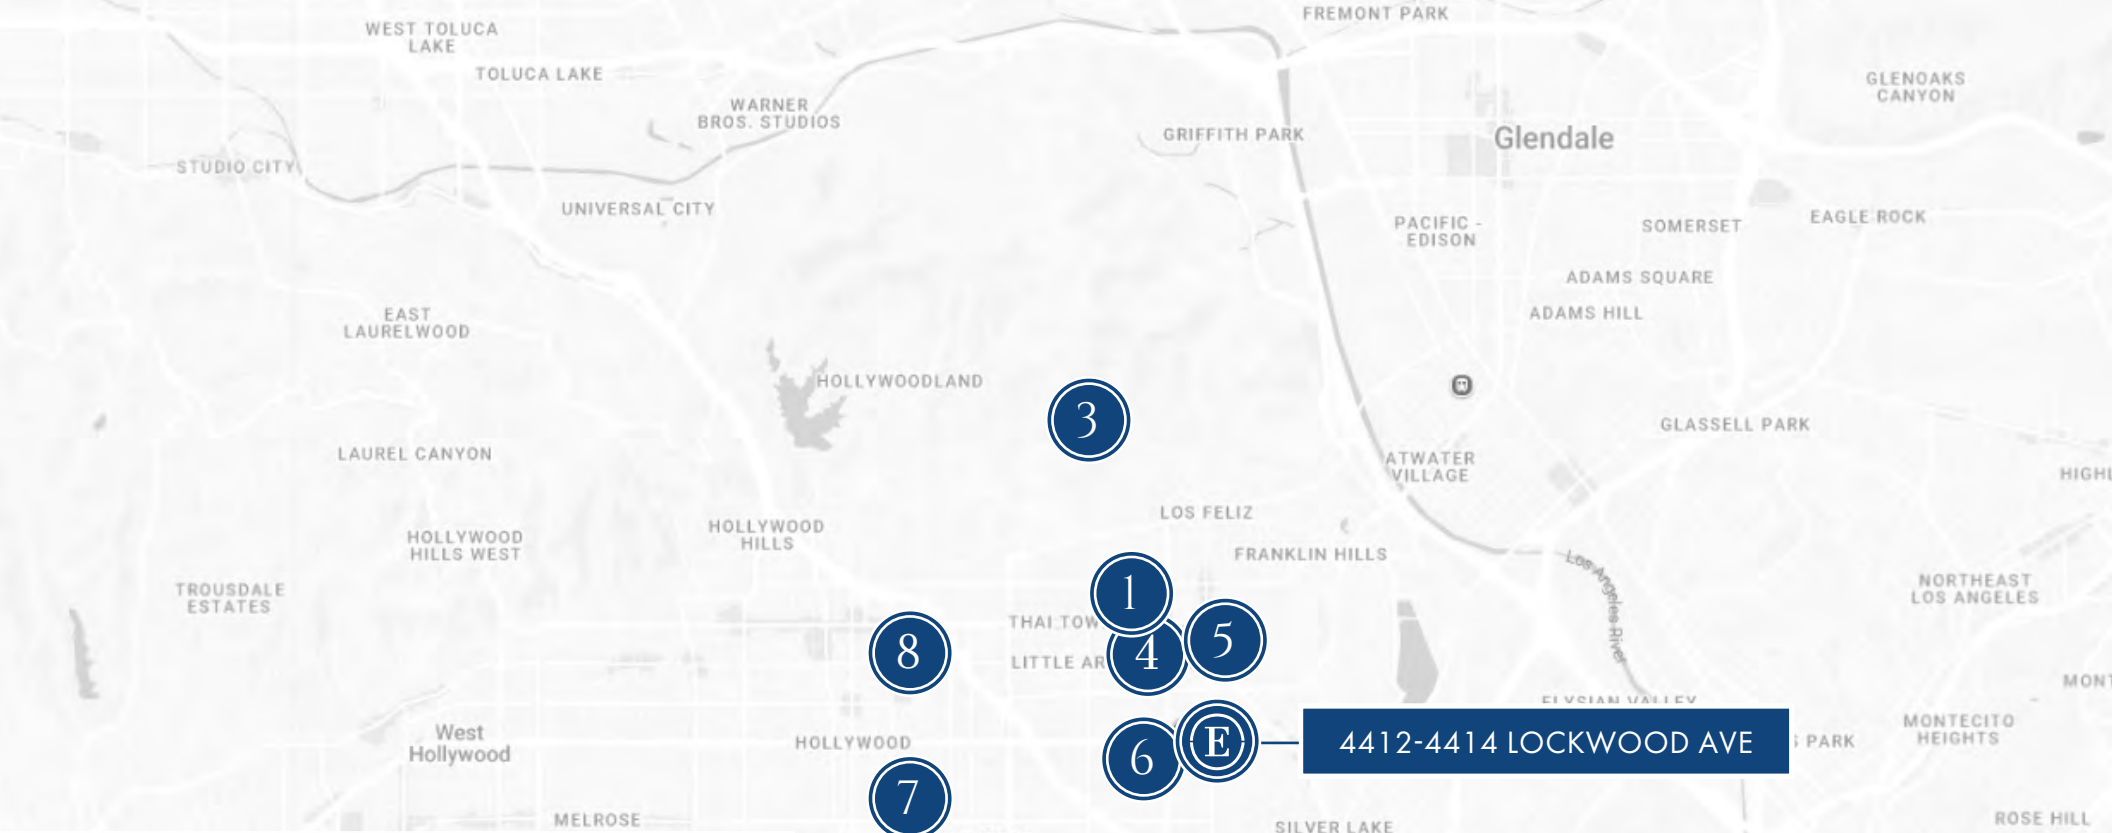 FREMONT PARK
WEST TOLUCA
LAKE
TOLUCA LAKE
GLENOAKS
CANYON
WARNER
BROS. STUDIOS
GRIFFITH PARK
Glendale
STUDIO CITY
UNIVERSAL CITY
PACIFIC -
EDISON
SOMERSET
EAGLE ROCK
ADAMS SQUARE
ADAMS HILL
EAST
LAURELWOOD
HOLLYWOODLAND
3
GLASSELL PARK
LAUREL CANYON
ATWATER
VILLAGE
HIGHL
LOS FELIZ
HOLLYWOOD
HILLS
HOLLYWOOD
HILLS WEST
FRANKLIN HILLS
Los Angeles River
TROUSDALE
ESTATES
NORTHEAST
LOS ANGELES
1
THAI TOW
8
4
5
LITTLE AR
MONT
ELYSIAN VALLEY
West
Hollywood
HOLLYWOOD
6
E
4412-4414 LOCKWOOD AVE
S PARK
MONTECITO
HEIGHTS
7
MELROSE
SILVER LAKE
ROSE HILL